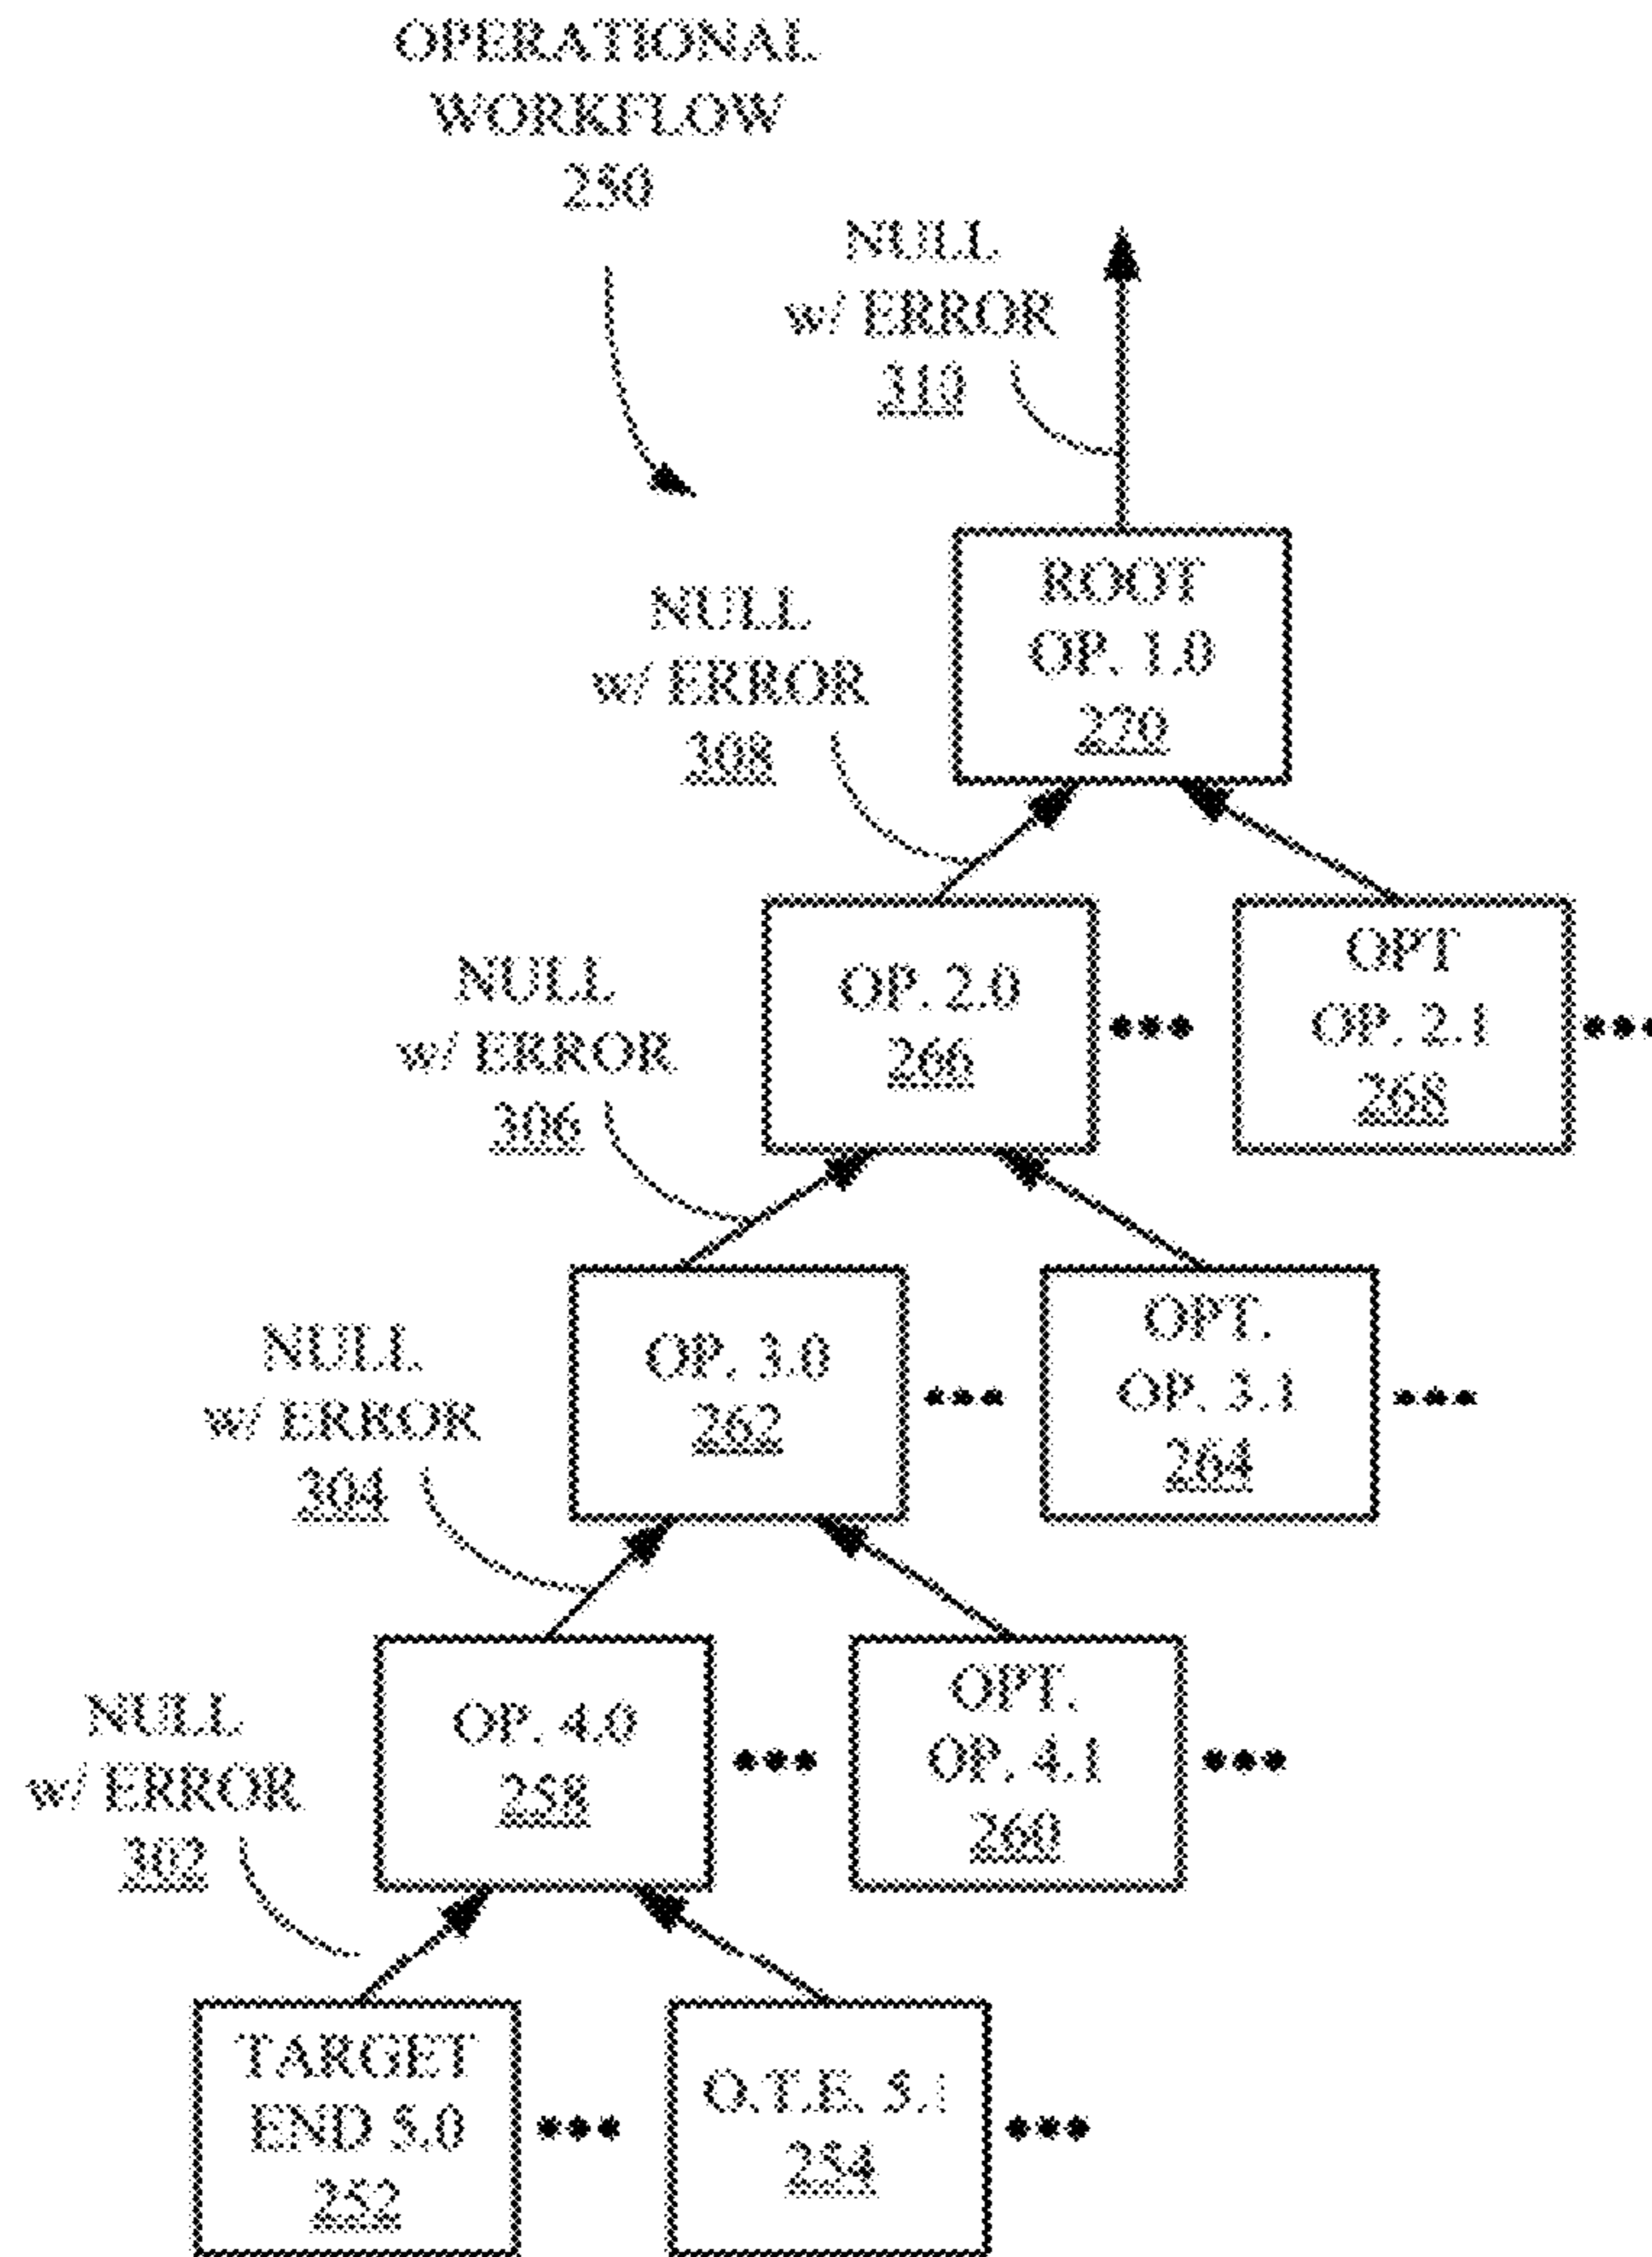 OPERATIONAL
WORKFLOW
250
NULL
w/ ERROR
310
ROOT
OP. 1.0
270
NULL
w/ ERROR
308
OP. 2.0
266
OPT
OP. 2.1
268
NULL
w/ ERROR
306
OP. 3.0
262
OPT.
OP. 3.1
264
NULL
w/ ERROR
304
OP. 4.0
258
OPT.
OP. 4.1
260
NULL
w/ ERROR
302
TARGET
END 5.0
252
O.T.E. 5.1
254